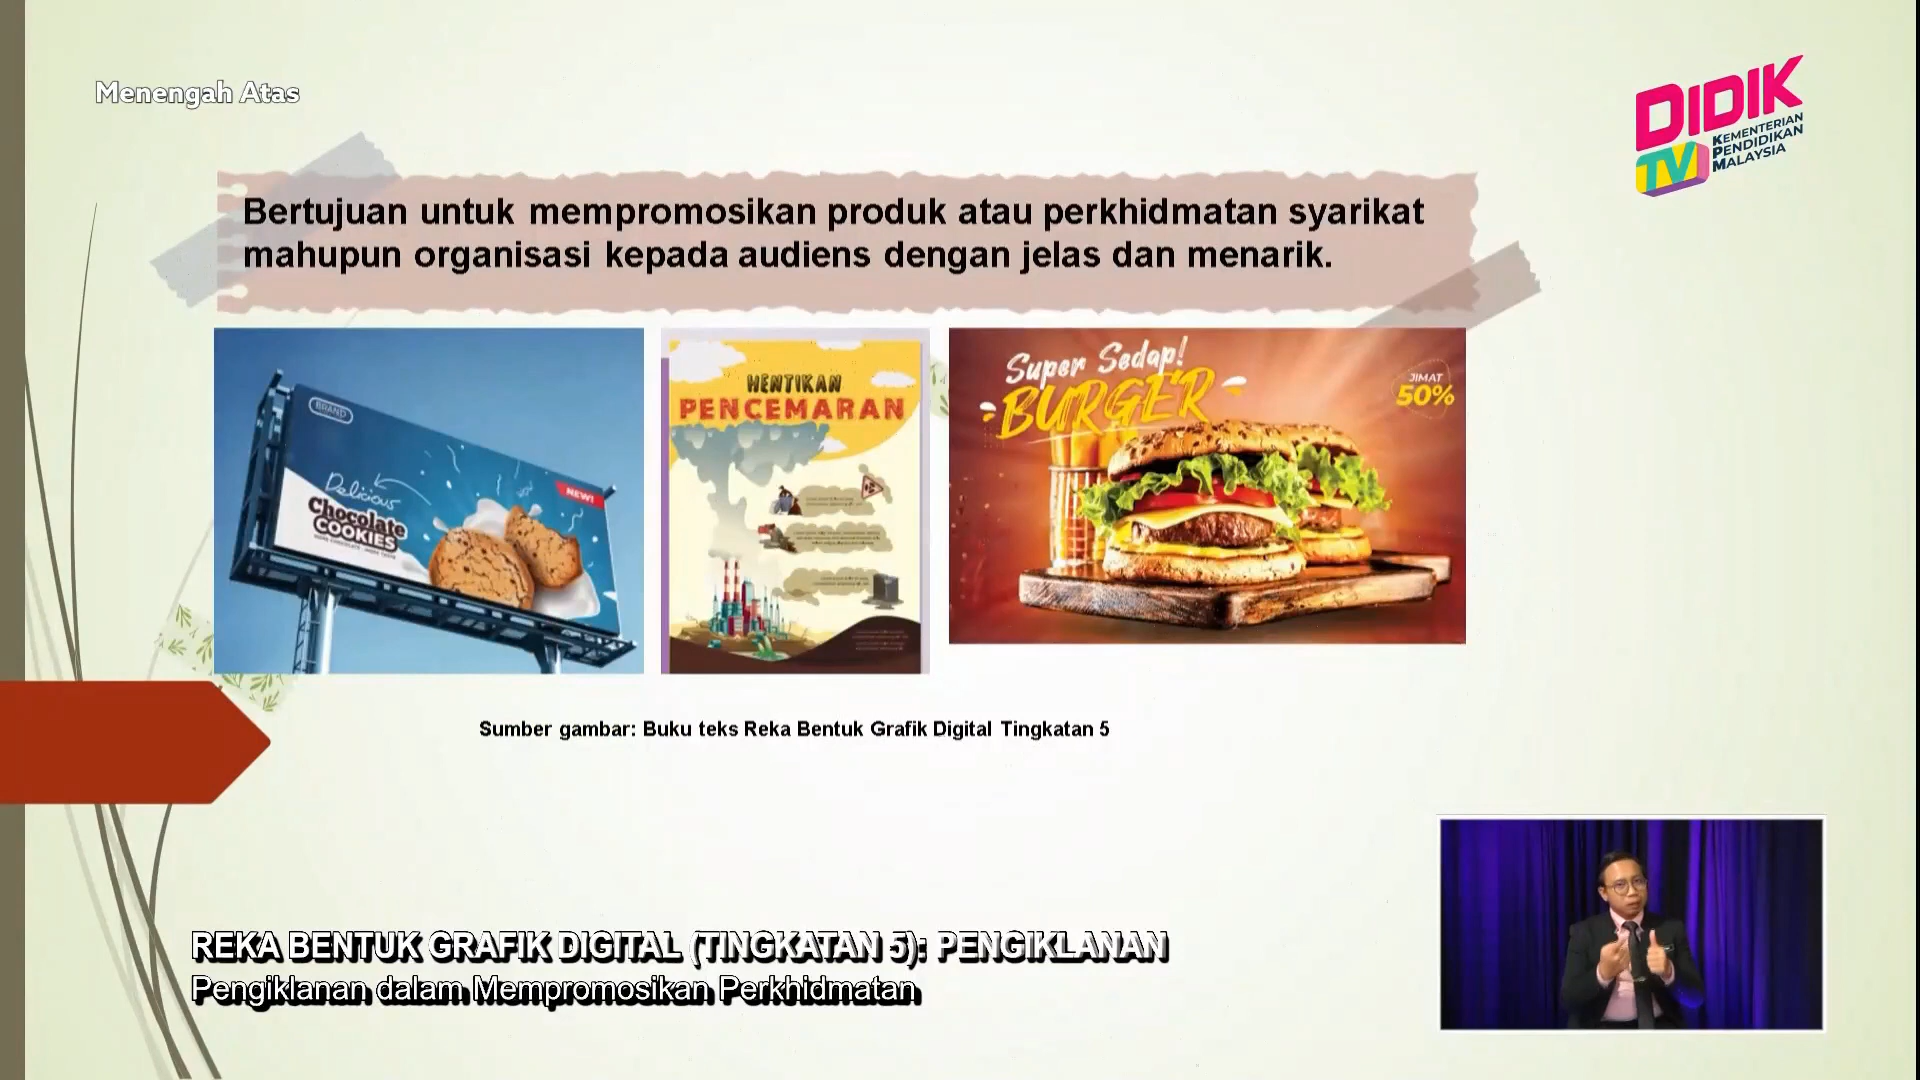 Menengah Atas
DIDIK
TV
KEMENTERIAN
PENDIDIKAN
MALAYSIA
Bertujuan untuk mempromosikan produk atau perkhidmatan syarikat
mahupun organisasi kepada audiens dengan jelas dan menarik.
BRAND
Delicious
Chocolate
COOKIES
NEW!
HENTIKAN
PENCEMARAN
Super Sedap!
BURGER
JIMAT
50%
Sumber gambar: Buku teks Reka Bentuk Grafik Digital Tingkatan 5
REKA BENTUK GRAFIK DIGITAL (TINGKATAN 5): PENGIKLANAN
Pengiklanan dalam Mempromosikan Perkhidmatan